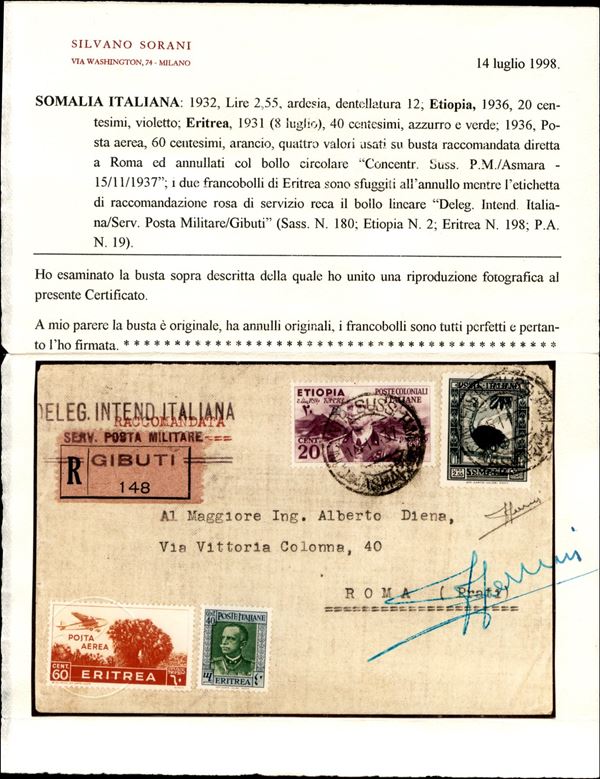 SILVANO SORANI
VIA WASHINGTON, 74 - MILANO
14 luglio 1998.
SOMALIA ITALIANA: 1932, Lire 2,55, ardesia, dentellatura 12; Etiopia, 1936, 20 cen-
tesimi, violetto; Eritrea, 1931 (8 luglio), 40 centesimi, azzurro e verde; 1936, Po-
sta aerea, 60 centesimi, arancio, quattro valori usati su busta raccomandata diretta
a Roma ed annullati col bollo circolare “Concentr. Suss. P.M./Asmara -
15/11/1937”; i due francobolli di Eritrea sono sfuggiti all’annullo mentre l’etichetta
di raccomandazione rosa di servizio reca il bollo lineare “Deleg. Intend. Italia-
na/Serv. Posta Militare/Gibuti” (Sass. N. 180; Etiopia N. 2; Eritrea N. 198; P.A.
N. 19).
Ho esaminato la busta sopra descritta della quale ho unito una riproduzione fotografica al
presente Certificato.
A mio parere la busta è originale, ha annulli originali, i francobolli sono tutti perfetti e pertan-
to l’ho firmata. * * * * * * * * * * * * * * * * * * * * * * * * * * * * * * * * * * * * * * * * * *
ETIOPIA POSTE COLONIALI
ITALIANE
CENT
20
POSTE ITALIANE
SOMALIA
DELEG. INTEND. ITALIANA
RACCOMANDATA
SERV. POSTA MILITARE
R GIBUTI
148
Al Maggiore Ing. Alberto Diena,
Via Vittoria Colonna, 40
ROMA ( Prati )
POSTA
AEREA
CENT.
60 ERITREA
POSTE ITALIANE
40
ERITREA